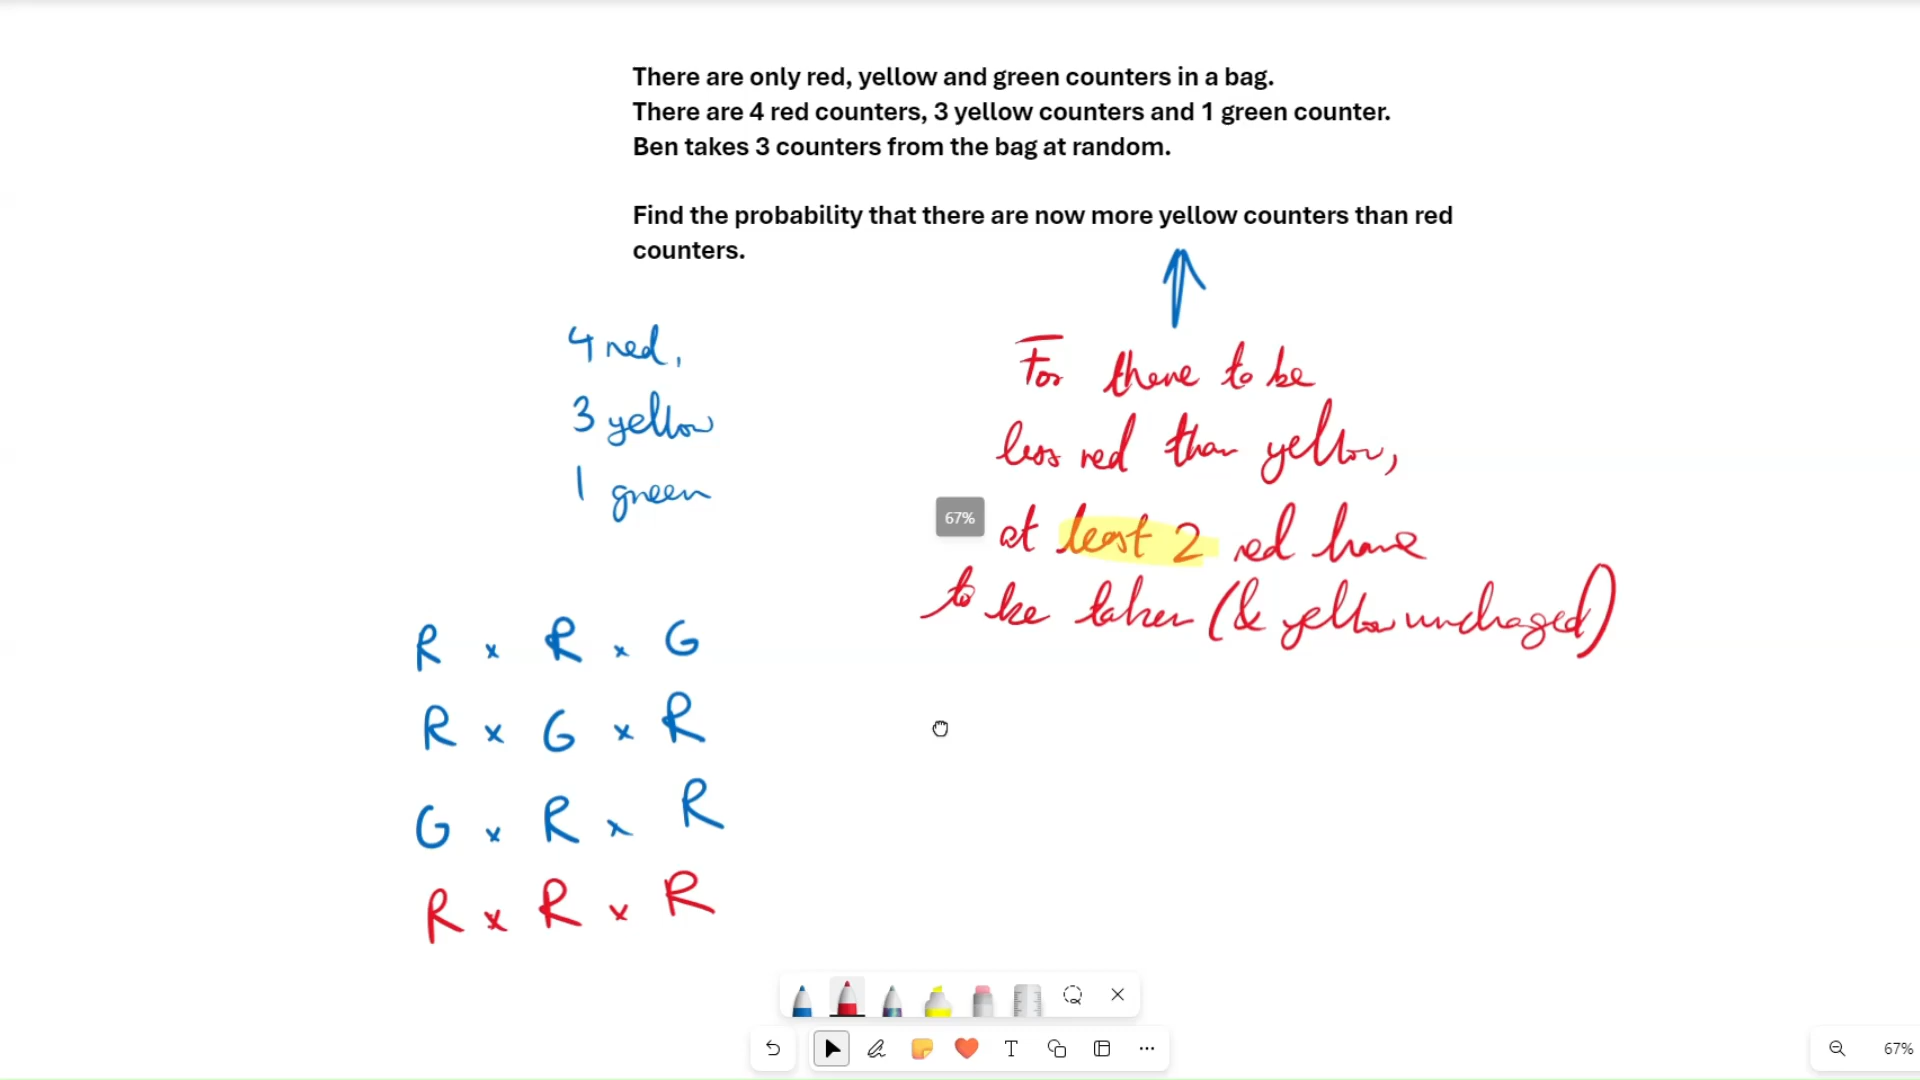 There are only red, yellow and green counters in a bag.
There are 4 red counters, 3 yellow counters and 1 green counter.
Ben takes 3 counters from the bag at random.
Find the probability that there are now more yellow counters than red
counters.
4 red,
3 yellow
1 green
For there to be
less red than yellow,
at least 2 red have
to be taken (& yellow unchaged)
67%
R x R x G
R x G x R
G x R x R
R x R x R
T
67%